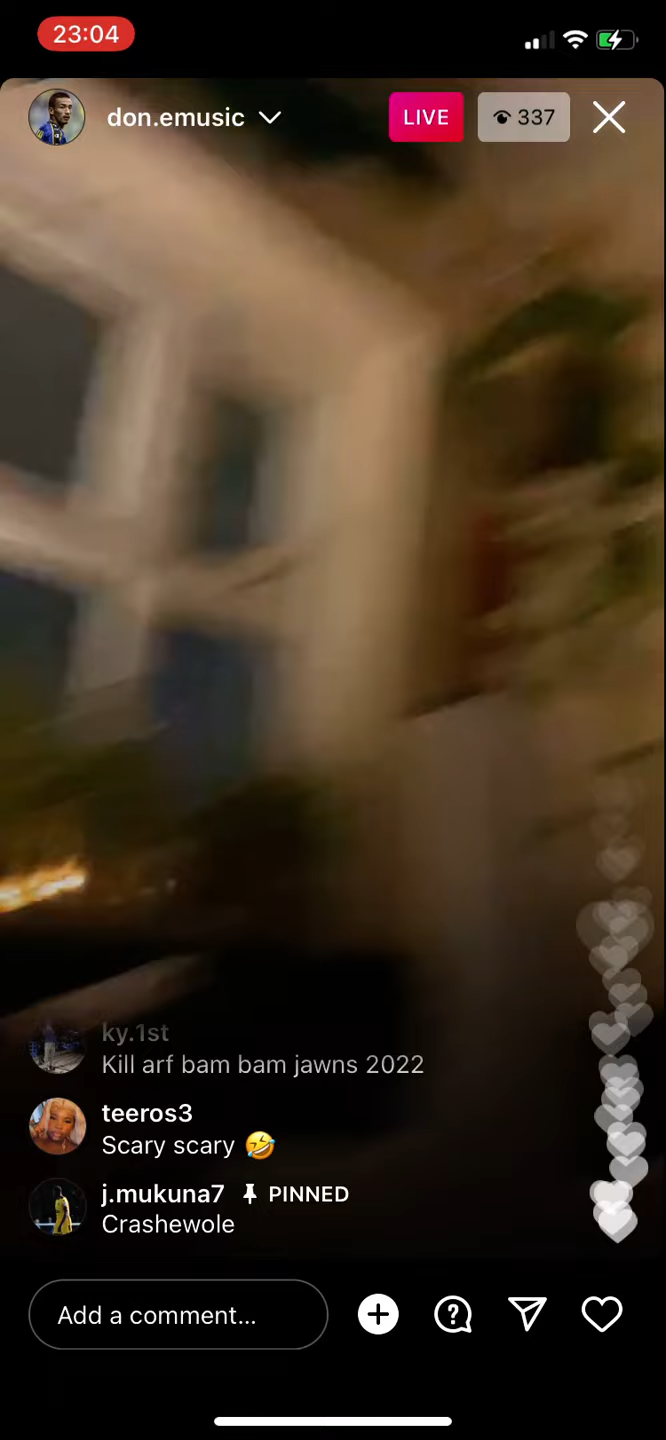 23:04
don.emusic
LIVE
337
ky.1st
Kill arf bam bam jawns 2022
teeros3
Scary scary 🤣
j.mukuna7 PINNED
Crashewole
Add a comment...